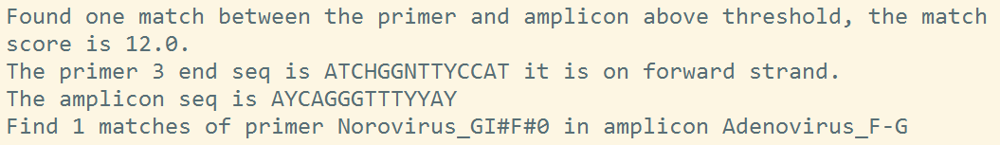 Found one match between the primer and amplicon above threshold, the match
score is 12.0.
The primer 3 end seq is ATCHGGNTTYCCAT it is on forward strand.
The amplicon seq is AYCAGGGTTTYYAY
Find 1 matches of primer Norovirus_GI#F#0 in amplicon Adenovirus_F-G